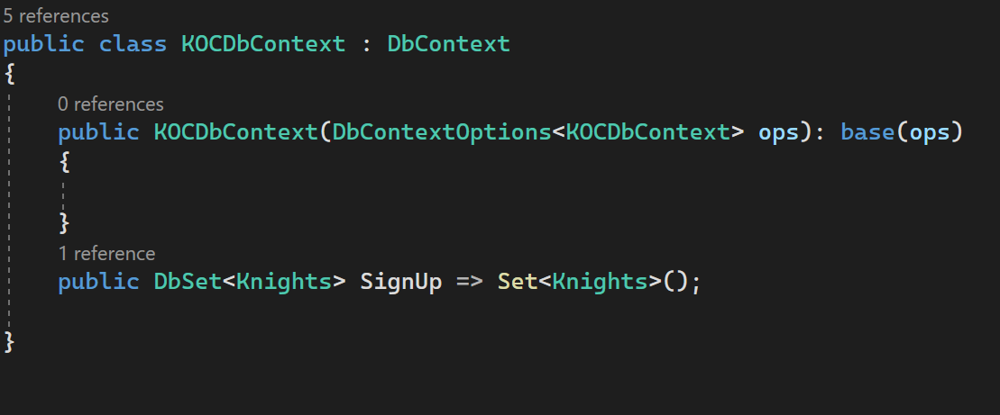 5 references
public class KOCDbContext : DbContext
{
0 references
public KOCDbContext(DbContextOptions<KOCDbContext> ops): base(ops)
{
}
1 reference
public DbSet<Knights> SignUp => Set<Knights>();
}